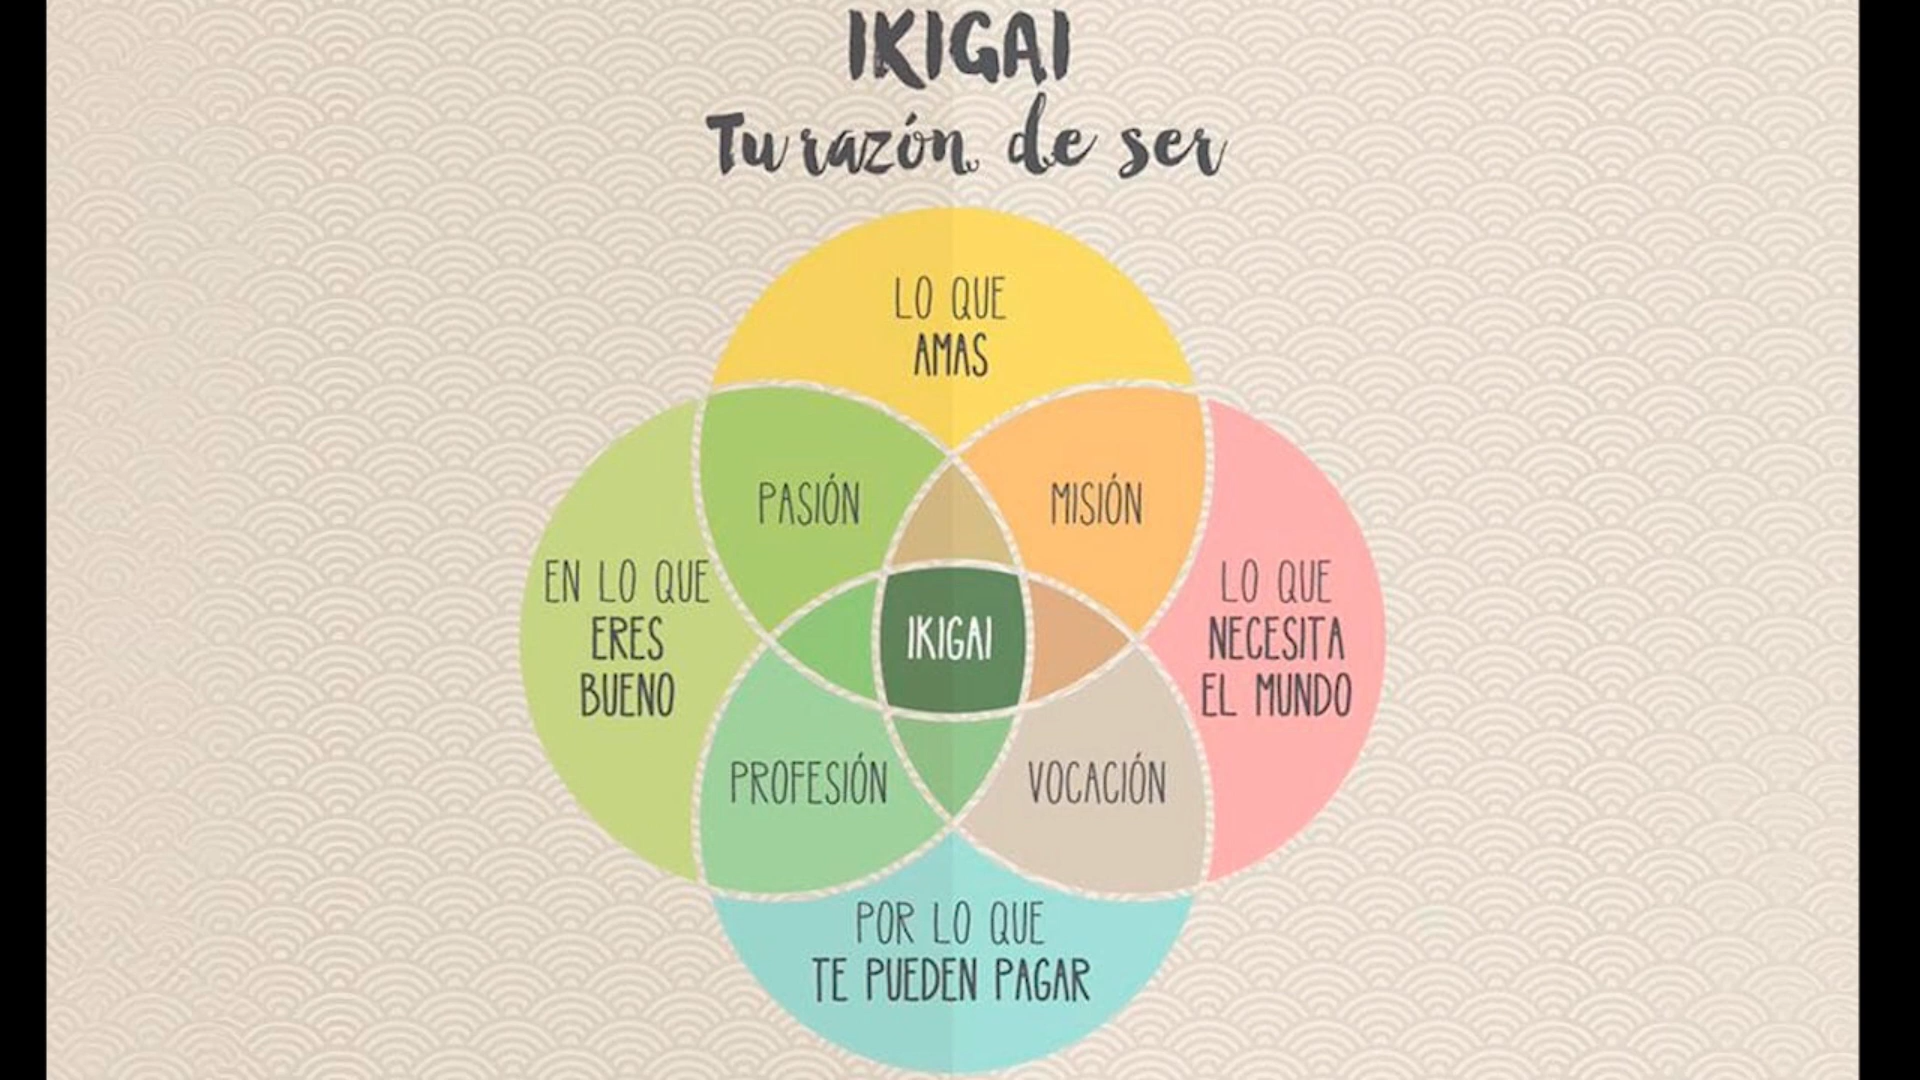 IKIGAI
Tu razón de ser
LO QUE
AMAS
PASIÓN
MISIÓN
EN LO QUE
ERES
BUENO
IKIGAI
LO QUE
NECESITA
EL MUNDO
PROFESIÓN
VOCACIÓN
POR LO QUE
TE PUEDEN PAGAR